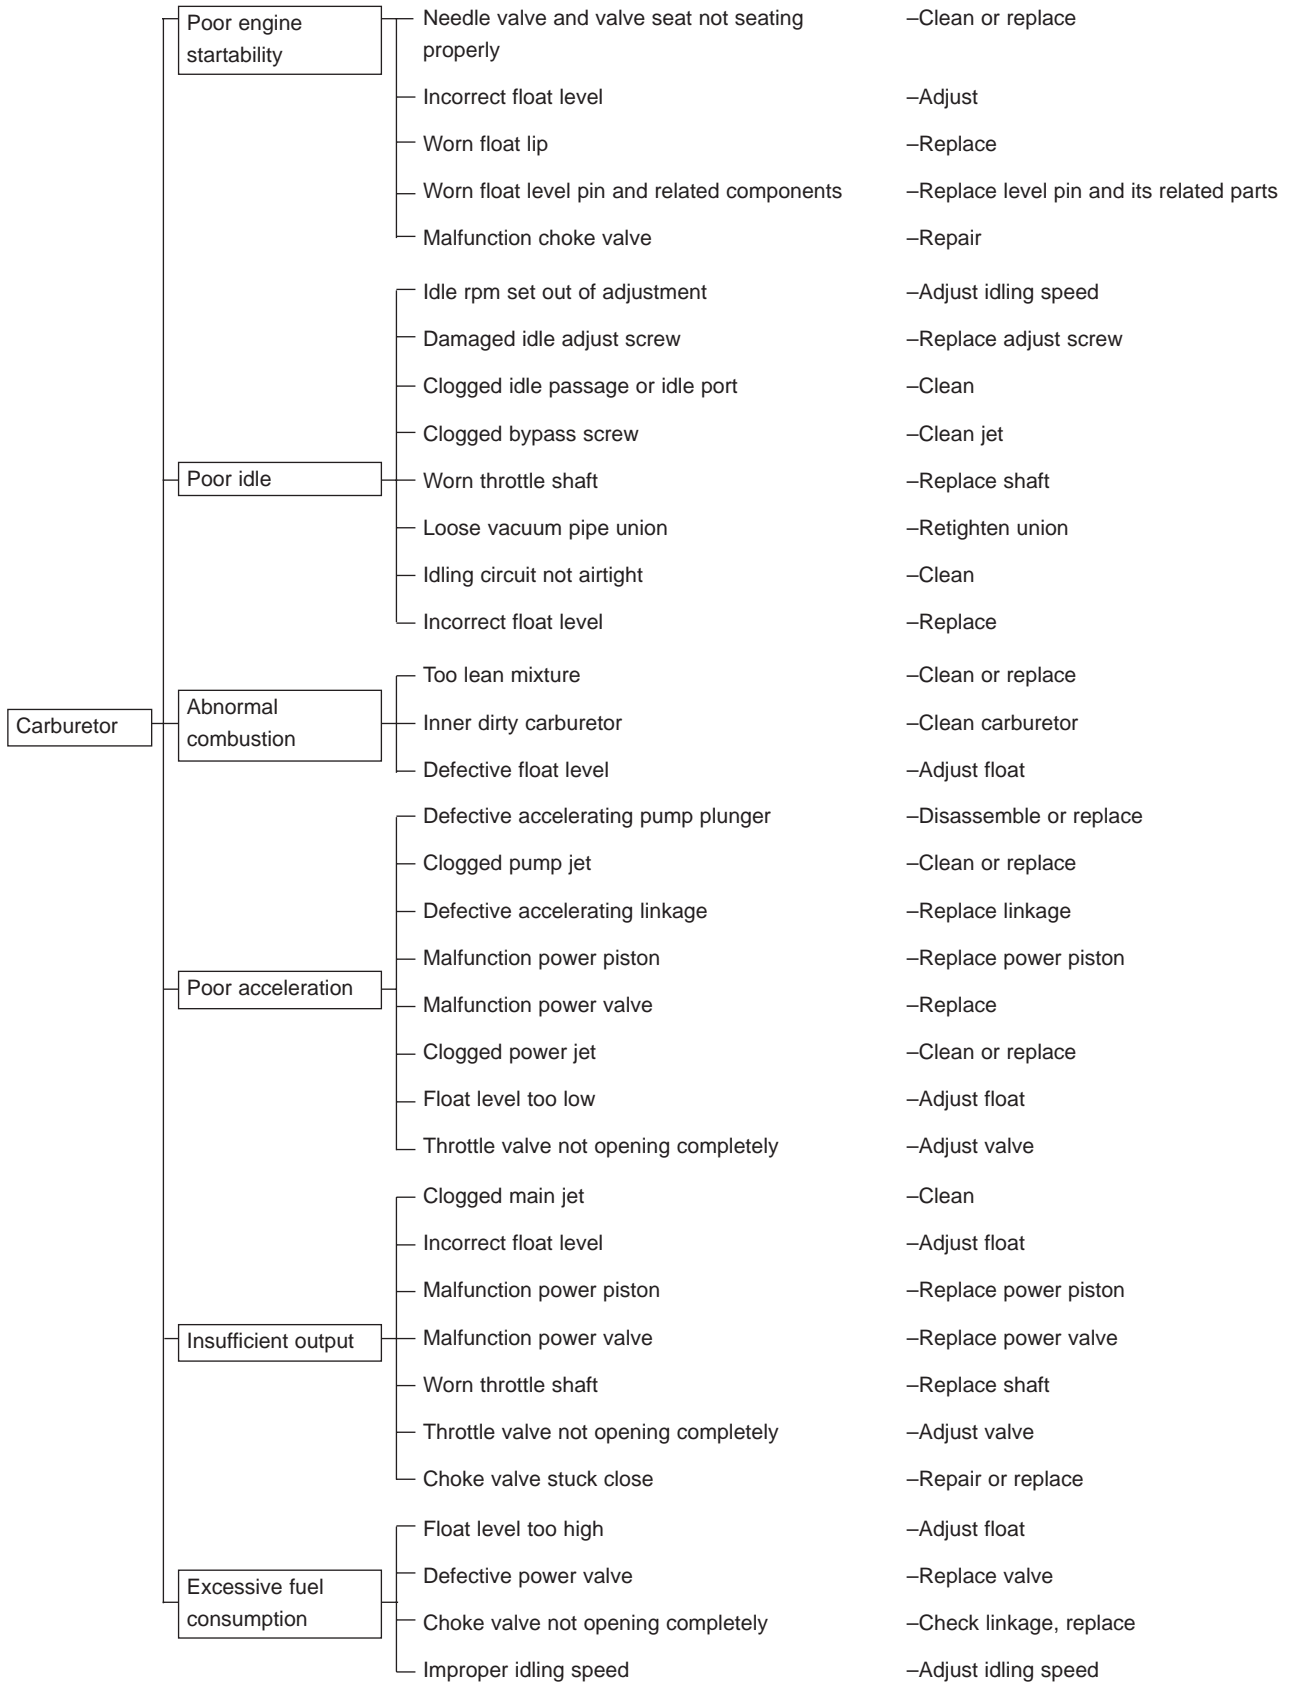 Carburetor
Poor engine
startability
Needle valve and valve seat not seating
properly
–Clean or replace
Incorrect float level
–Adjust
Worn float lip
–Replace
Worn float level pin and related components
–Replace level pin and its related parts
Malfunction choke valve
–Repair
Poor idle
Idle rpm set out of adjustment
–Adjust idling speed
Damaged idle adjust screw
–Replace adjust screw
Clogged idle passage or idle port
–Clean
Clogged bypass screw
–Clean jet
Worn throttle shaft
–Replace shaft
Loose vacuum pipe union
–Retighten union
Idling circuit not airtight
–Clean
Incorrect float level
–Replace
Abnormal
combustion
Too lean mixture
–Clean or replace
Inner dirty carburetor
–Clean carburetor
Defective float level
–Adjust float
Poor acceleration
Defective accelerating pump plunger
–Disassemble or replace
Clogged pump jet
–Clean or replace
Defective accelerating linkage
–Replace linkage
Malfunction power piston
–Replace power piston
Malfunction power valve
–Replace
Clogged power jet
–Clean or replace
Float level too low
–Adjust float
Throttle valve not opening completely
–Adjust valve
Insufficient output
Clogged main jet
–Clean
Incorrect float level
–Adjust float
Malfunction power piston
–Replace power piston
Malfunction power valve
–Replace power valve
Worn throttle shaft
–Replace shaft
Throttle valve not opening completely
–Adjust valve
Choke valve stuck close
–Repair or replace
Excessive fuel
consumption
Float level too high
–Adjust float
Defective power valve
–Replace valve
Choke valve not opening completely
–Check linkage, replace
Improper idling speed
–Adjust idling speed